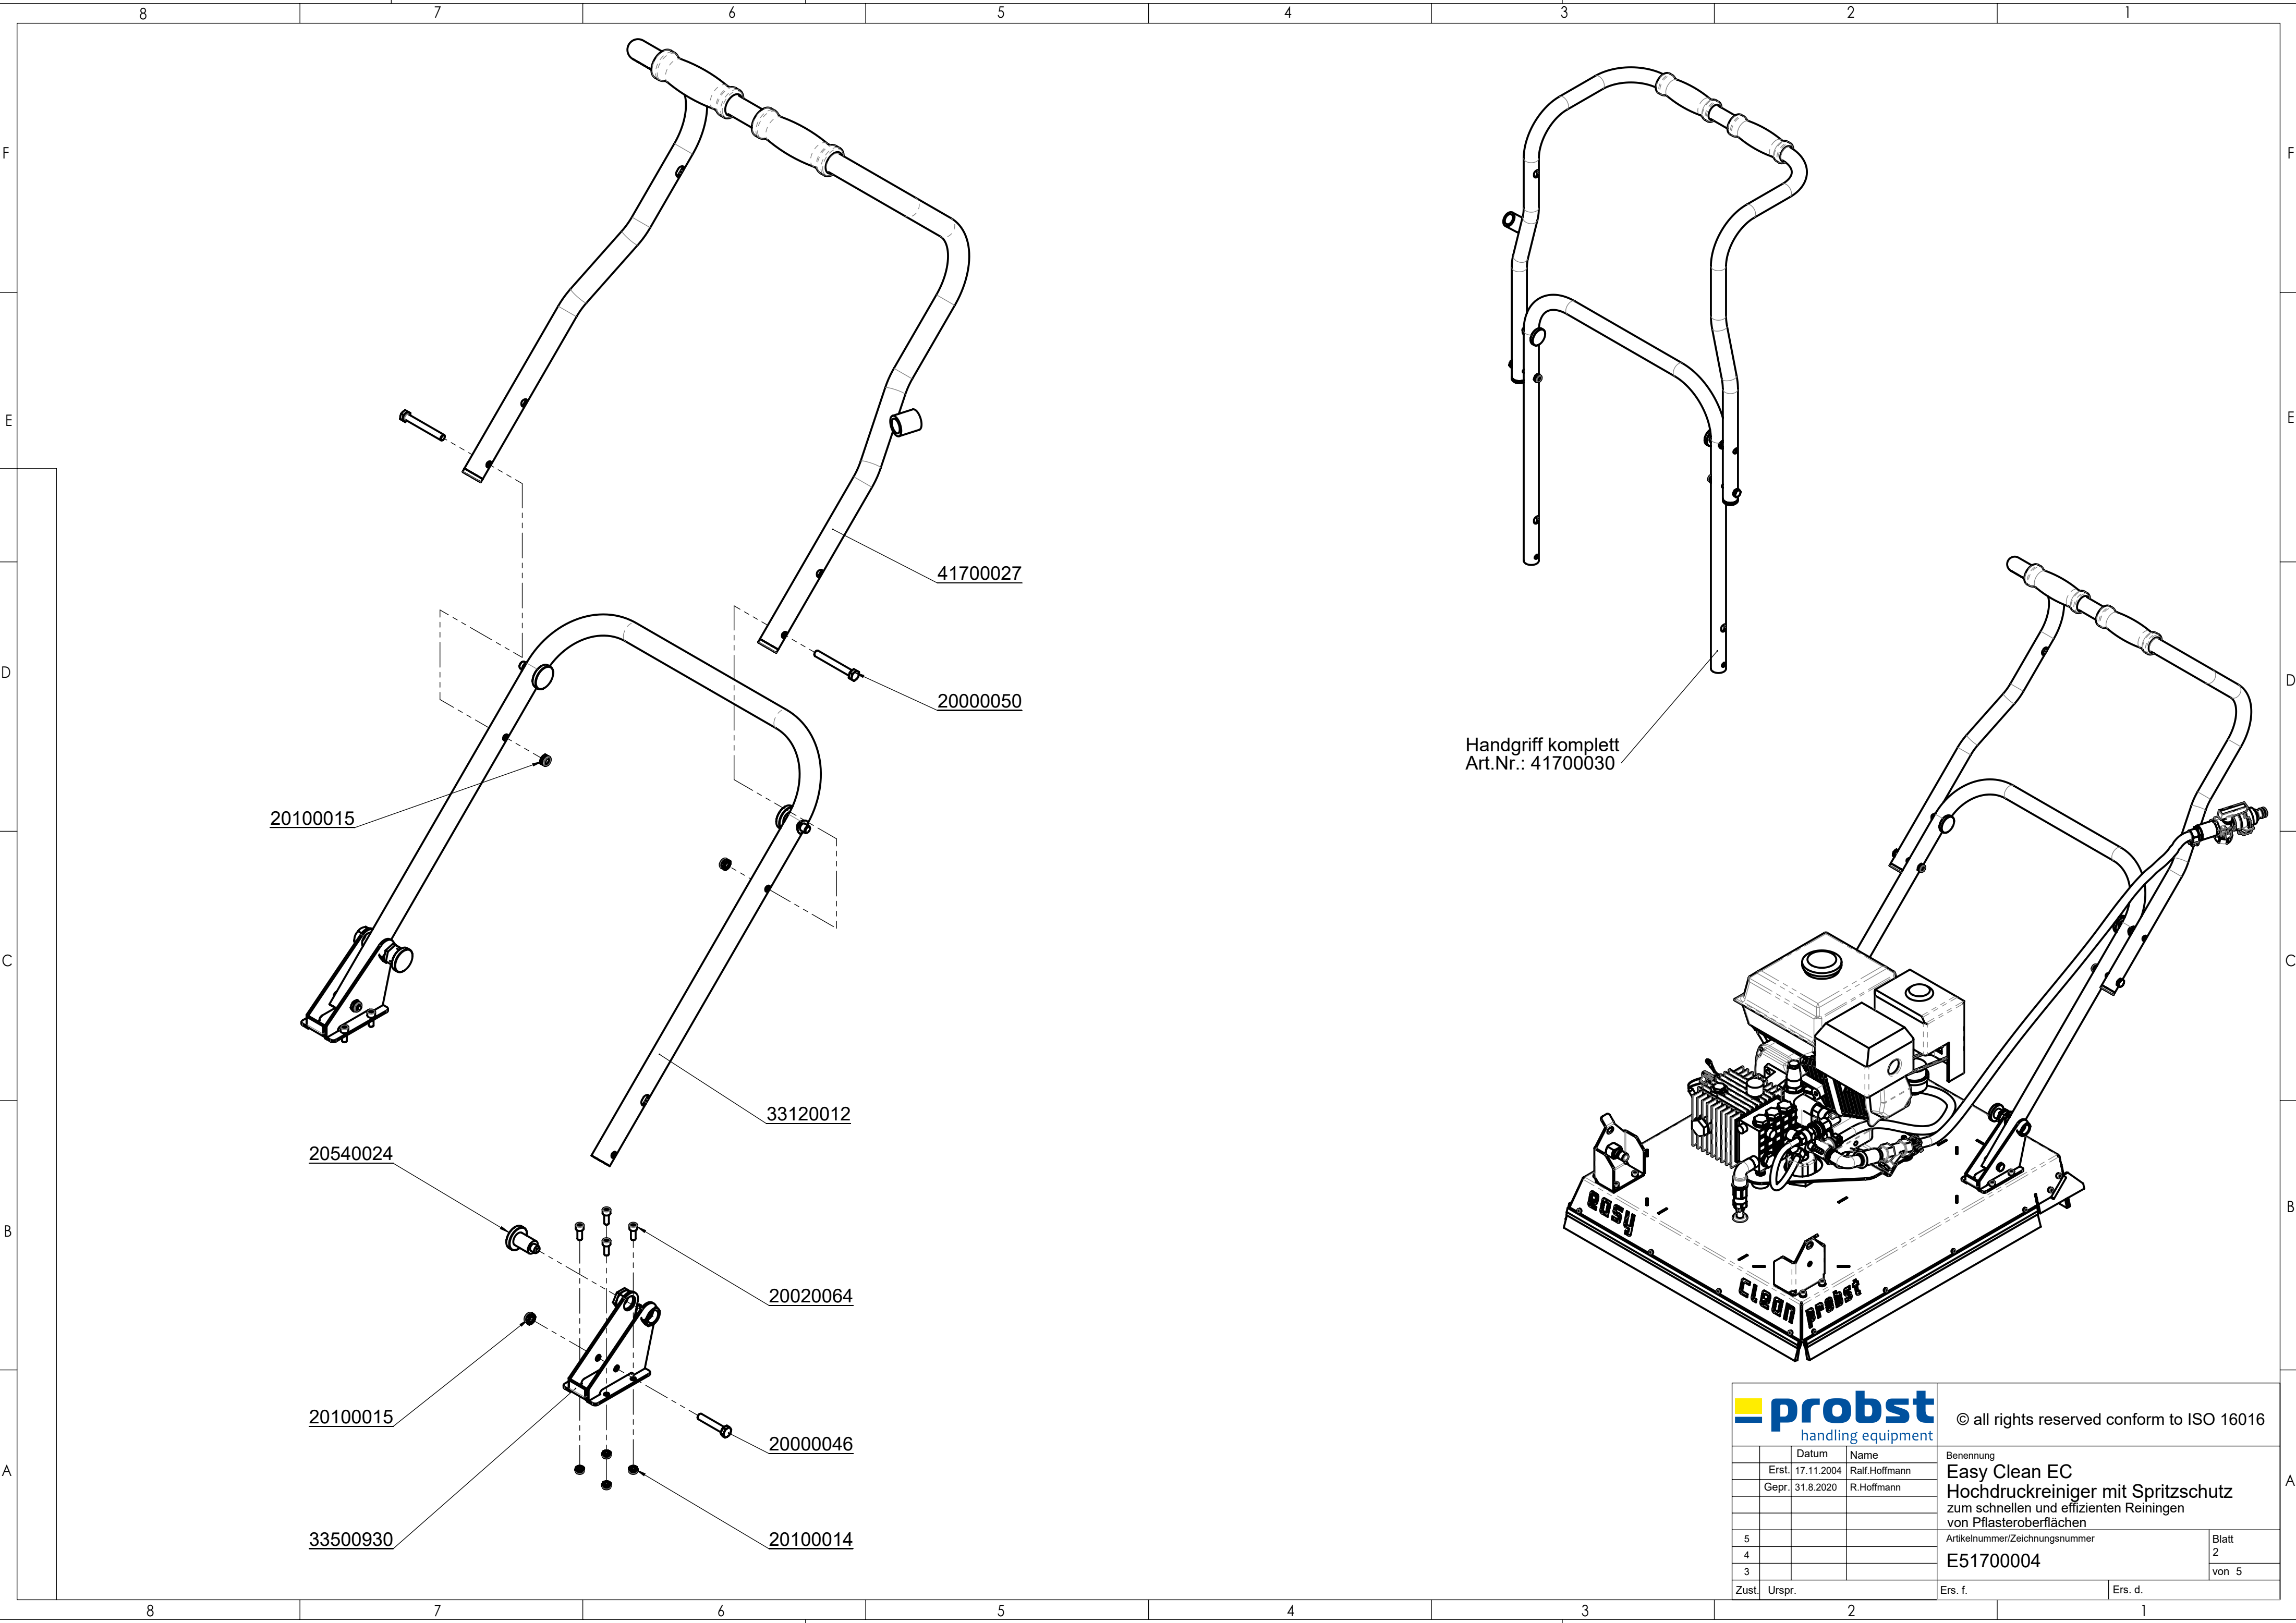 8 7 6 5 4 3 2 1
F F
E E
D D
C C
B B
A A
41700027
20000050
20100015
33120012
20540024
20020064
20100015
20000046
33500930
20100014
Handgriff komplett
Art.Nr.: 41700030
easy
Clean
probst
probst
handling equipment
© all rights reserved conform to ISO 16016
Datum Name
Erst. 17.11.2004 Ralf.Hoffmann
Gepr. 31.8.2020 R.Hoffmann
Benennung
Easy Clean EC
Hochdruckreiniger mit Spritzschutz
zum schnellen und effizienten Reiningen
von Pflasteroberflächen
5
4
3
Artikelnummer/Zeichnungsnummer
E51700004
Blatt
2
von 5
Zust. Urspr. Ers. f. Ers. d.
8 7 6 5 4 3 2 1